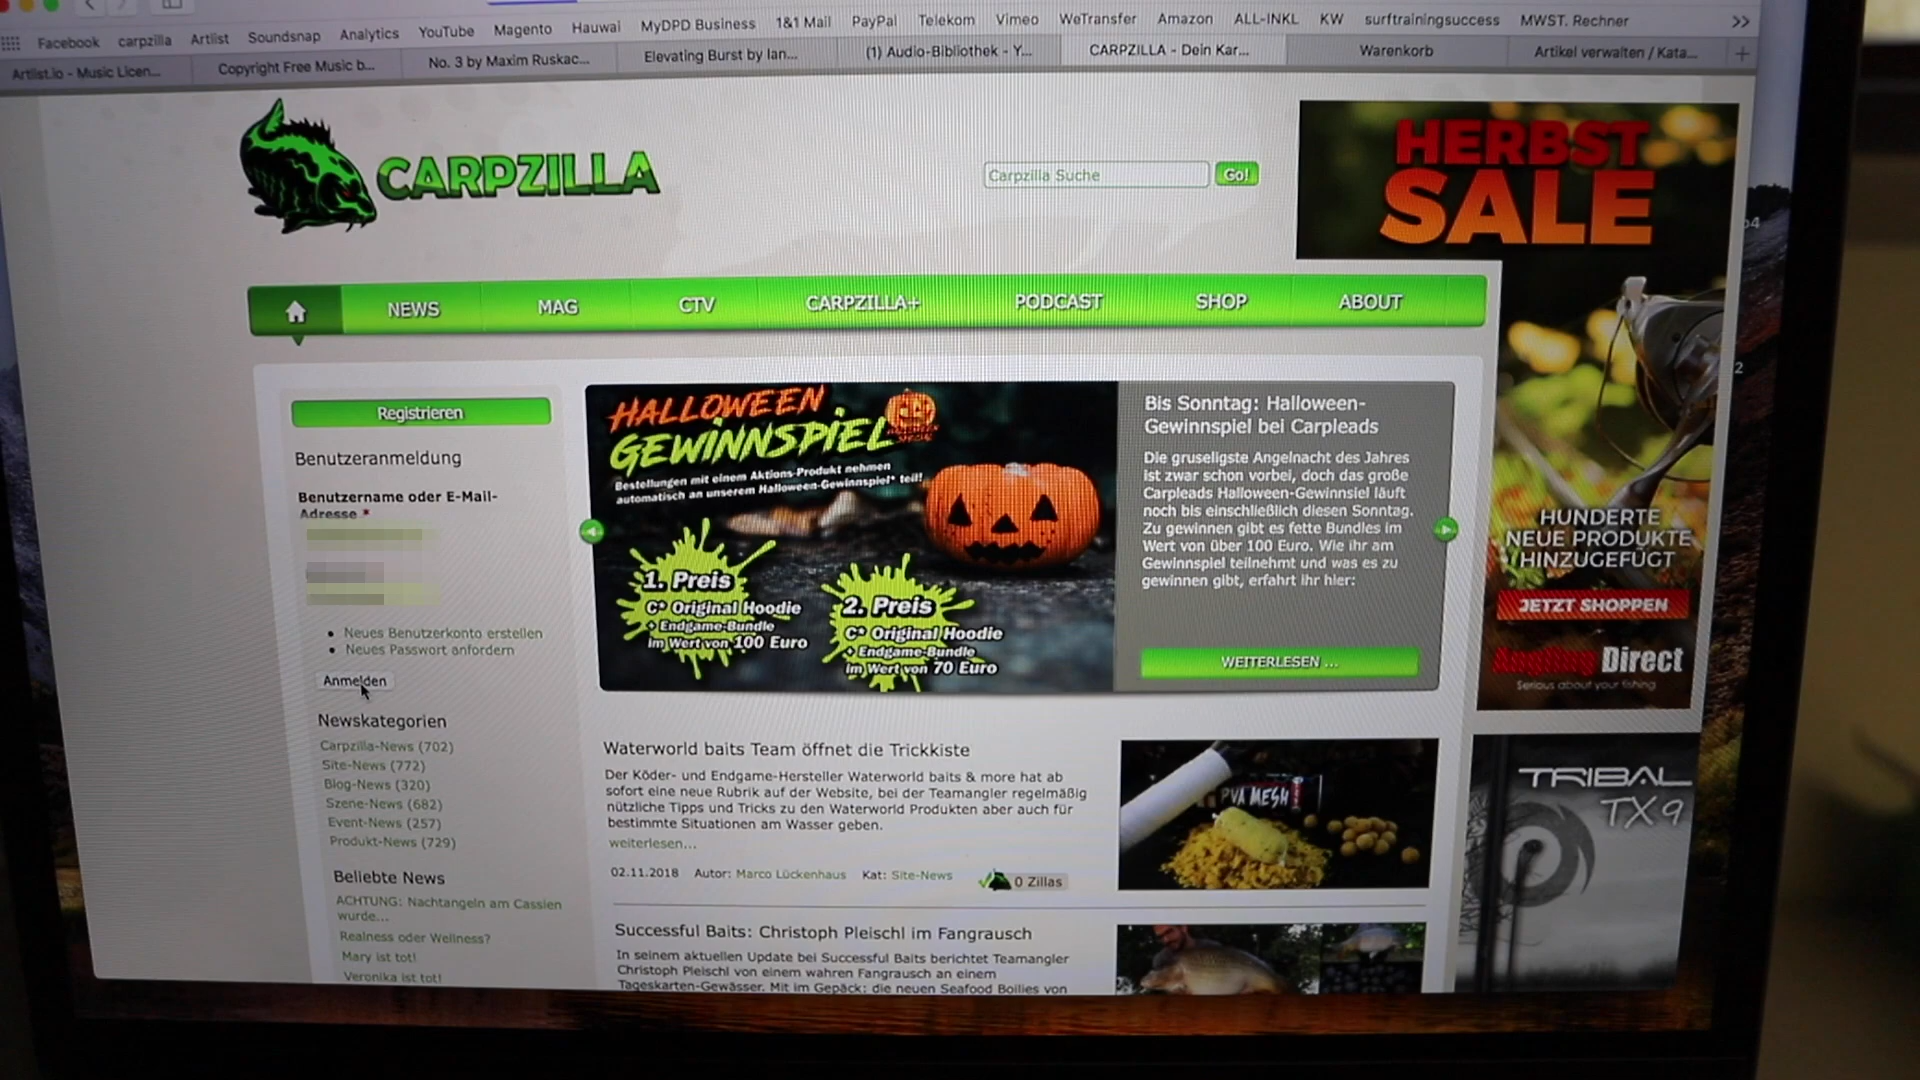 Facebook
carpzilla
Artlist
Soundsnap
Analytics
YouTube
Magento
Hauwai
MyDPD Business
1&1 Mail
PayPal
Telekom
Vimeo
WeTransfer
Amazon
ALL-INKL
KW
surftrainingsuccess
MWST. Rechner
Artlist.io - Music Licen...
Copyright Free Music b...
No. 3 by Maxim Ruskac...
Elevating Burst by Ian...
(1) Audio-Bibliothek - Y...
CARPZILLA - Dein Kar...
Warenkorb
Artikel verwalten / Kata...
CARPZILLA
Carpzilla Suche
Go!
HERBST
SALE
NEWS
MAG
CTV
CARPZILLA+
PODCAST
SHOP
ABOUT
Registrieren
Benutzeranmeldung
Benutzername oder E-Mail-
Adresse *
Neues Benutzerkonto erstellen
Neues Passwort anfordern
Anmelden
Newskategorien
Carpzilla-News (702)
Site-News (772)
Blog-News (320)
Szene-News (682)
Event-News (257)
Produkt-News (729)
Beliebte News
ACHTUNG: Nachtangeln am Cassien
wurde...
Realness oder Wellness?
Mary ist tot!
Veronika ist tot!
HALLOWEEN
GEWINNSPIEL
Bestellungen mit einem Aktions-Produkt nehmen
automatisch an unserem Halloween-Gewinnspiel* teil!
1. Preis
C* Original Hoodie
+ Endgame-Bundle
im Wert von 100 Euro
2. Preis
C* Original Hoodie
+ Endgame-Bundle
im Wert von 70 Euro
Bis Sonntag: Halloween-
Gewinnspiel bei Carpleads
Die gruseligste Angelnacht des Jahres
ist zwar schon vorbei, doch das große
Carpleads Halloween-Gewinnsiel läuft
noch bis einschließlich diesen Sonntag.
Zu gewinnen gibt es fette Bundles im
Wert von über 100 Euro. Wie ihr am
Gewinnspiel teilnehmt und was es zu
gewinnen gibt, erfahrt ihr hier:
WEITERLESEN ...
Waterworld baits Team öffnet die Trickkiste
Der Köder- und Endgame-Hersteller Waterworld baits & more hat ab
sofort eine neue Rubrik auf der Website, bei der Teamangler regelmäßig
nützliche Tipps und Tricks zu den Waterworld Produkten aber auch für
bestimmte Situationen am Wasser geben.
weiterlesen...
02.11.2018 Autor: Marco Lückenhaus Kat: Site-News
0 Zillas
PVA MESH
Successful Baits: Christoph Pleischl im Fangrausch
In seinem aktuellen Update bei Successful Baits berichtet Teamangler
Christoph Pleischl von einem wahren Fangrausch an einem
Tageskarten-Gewässer. Mit im Gepäck: die neuen Seafood Boilies von
HUNDERTE
NEUE PRODUKTE
HINZUGEFÜGT
JETZT SHOPPEN
Angling Direct
Serious about your fishing
TRIBAL
TX9